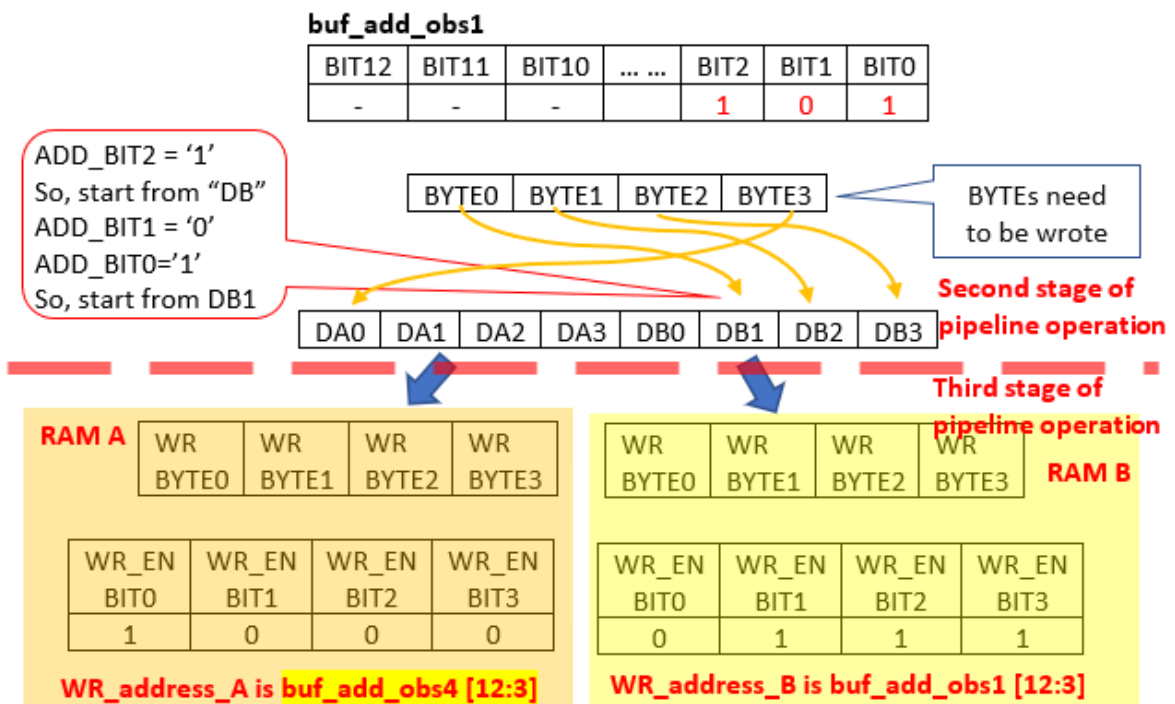 buf_add_obs1
BIT12 BIT11 BIT10 ... ... BIT2 BIT1 BIT0
- - - 1 0 1
ADD_BIT2 = ‘1’
So, start from “DB”
ADD_BIT1 = ‘0’
ADD_BIT0=’1’
So, start from DB1
BYTE0 BYTE1 BYTE2 BYTE3
BYTEs need
to be wrote
Second stage of
pipeline operation
DA0 DA1 DA2 DA3 DB0 DB1 DB2 DB3
Third stage of
pipeline operation
RAM A
WR WR WR WR
BYTE0 BYTE1 BYTE2 BYTE3
WR_EN WR_EN WR_EN WR_EN
BIT0 BIT1 BIT2 BIT3
1 0 0 0
WR_address_A is buf_add_obs4 [12:3]
WR WR WR WR
BYTE0 BYTE1 BYTE2 BYTE3
RAM B
WR_EN WR_EN WR_EN WR_EN
BIT0 BIT1 BIT2 BIT3
0 1 1 1
WR_address_B is buf_add_obs1 [12:3]